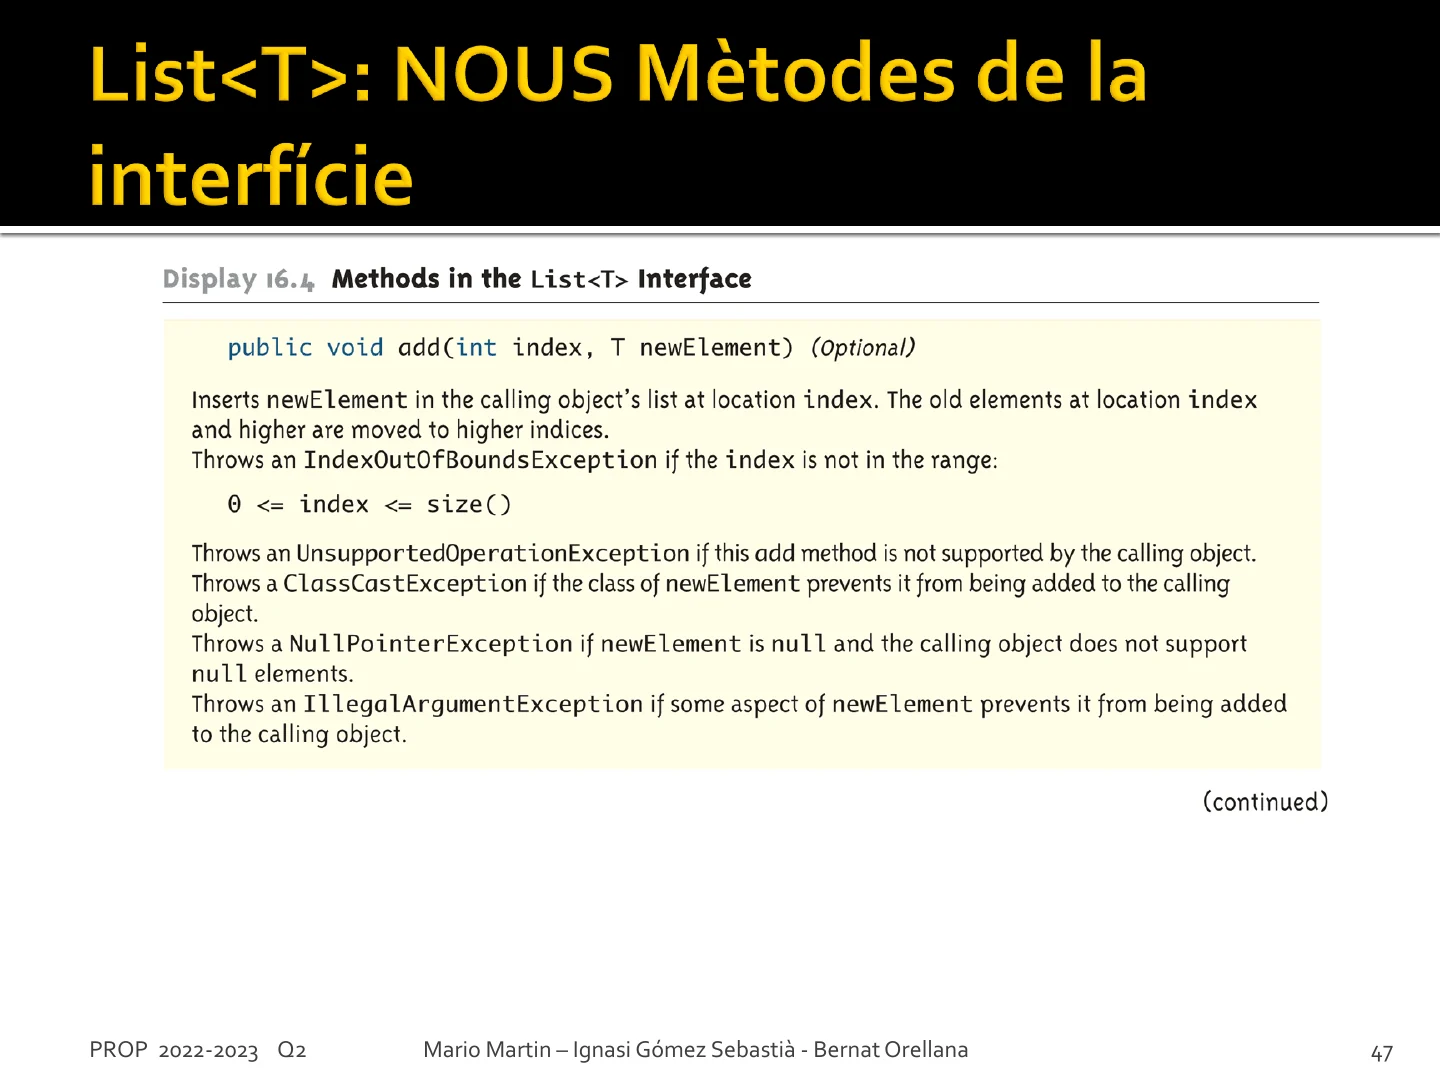 List<T>: NOUS Mètodes de la
interfície
Display 16.4 Methods in the List<T> Interface
public void add(int index, T newElement) (Optional)
Inserts newElement in the calling object's list at location index. The old elements at location index
and higher are moved to higher indices.
Throws an IndexOutOfBoundsException if the index is not in the range:
0 <= index <= size()
Throws an UnsupportedOperationException if this add method is not supported by the calling object.
Throws a ClassCastException if the class of newElement prevents it from being added to the calling
object.
Throws a NullPointerException if newElement is null and the calling object does not support
null elements.
Throws an IllegalArgumentException if some aspect of newElement prevents it from being added
to the calling object.
(continued)
PROP 2022-2023 Q2 Mario Martin – Ignasi Gómez Sebastià - Bernat Orellana 47